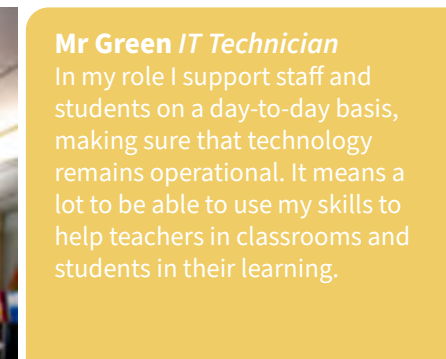 Mr Green IT Technician
In my role I support staff and
students on a day-to-day basis,
making sure that technology
remains operational. It means a
lot to be able to use my skills to
help teachers in classrooms and
students in their learning.